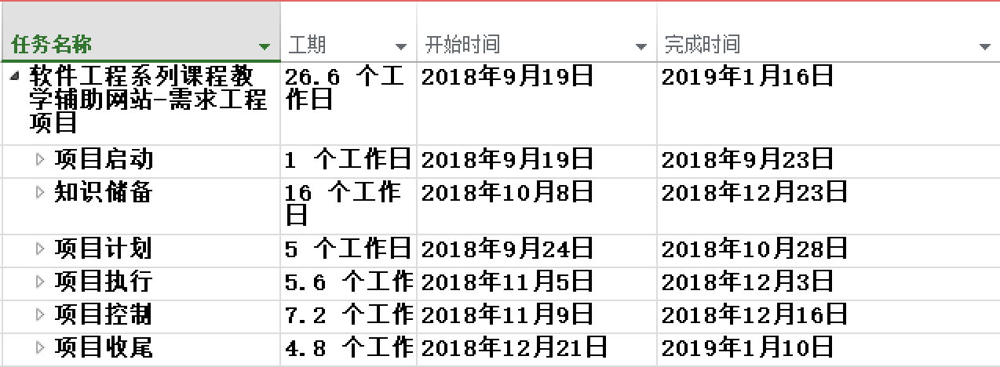 任务名称 工期 开始时间 完成时间
软件工程系列课程教 26.6 个工 2018年9月19日 2019年1月16日
学辅助网站-需求工程 作日
项目
项目启动 1 个工作日 2018年9月19日 2018年9月23日
知识储备 16 个工作 2018年10月8日 2018年12月23日
日
项目计划 5 个工作日 2018年9月24日 2018年10月28日
项目执行 5.6 个工作 2018年11月5日 2018年12月3日
项目控制 7.2 个工作 2018年11月9日 2018年12月16日
项目收尾 4.8 个工作 2018年12月21日 2019年1月10日